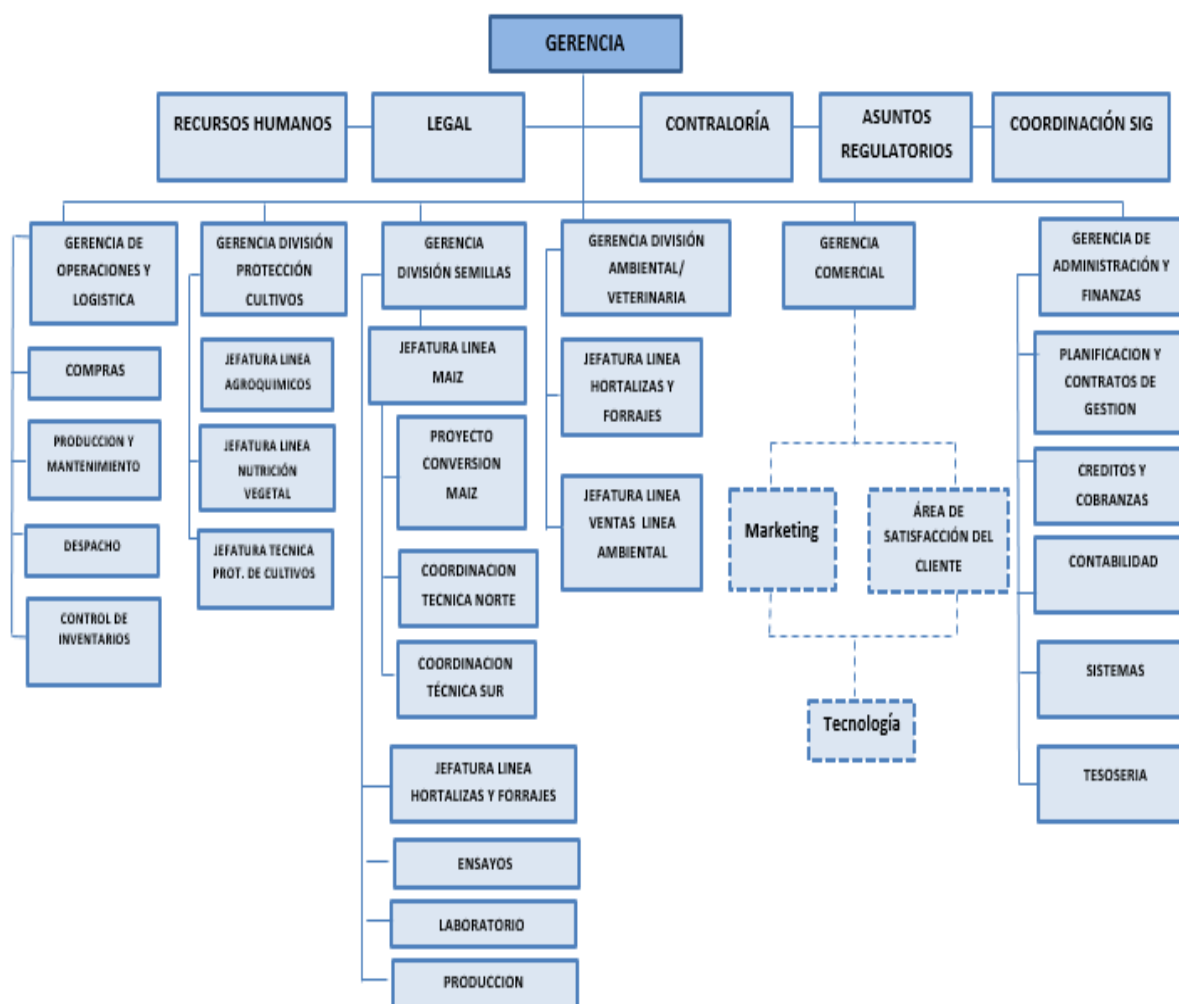 GERENCIA
RECURSOS HUMANOS
LEGAL
CONTRALORÍA
ASUNTOS
REGULATORIOS
COORDINACIÓN SIG
GERENCIA DE
OPERACIONES Y
LOGISTICA
COMPRAS
PRODUCCION Y
MANTENIMIENTO
DESPACHO
CONTROL DE
INVENTARIOS
GERENCIA DIVISIÓN
PROTECCIÓN
CULTIVOS
JEFATURA LINEA
AGROQUIMICOS
JEFATURA LINEA
NUTRICIÓN
VEGETAL
JEFATURA TECNICA
PROT. DE CULTIVOS
GERENCIA
DIVISIÓN SEMILLAS
JEFATURA LINEA
MAIZ
PROYECTO
CONVERSION
MAIZ
COORDINACION
TECNICA NORTE
COORDINACION
TÉCNICA SUR
JEFATURA LINEA
HORTALIZAS Y FORRAJES
ENSAYOS
LABORATORIO
PRODUCCION
GERENCIA DIVISIÓN
AMBIENTAL/
VETERINARIA
JEFATURA LINEA
HORTALIZAS Y
FORRAJES
JEFATURA LINEA
VENTAS LINEA
AMBIENTAL
GERENCIA
COMERCIAL
Marketing
ÁREA DE
SATISFACCIÓN DEL
CLIENTE
Tecnología
GERENCIA DE
ADMINISTRACIÓN Y
FINANZAS
PLANIFICACION Y
CONTRATOS DE
GESTION
CREDITOS Y
COBRANZAS
CONTABILIDAD
SISTEMAS
TESOSERIA